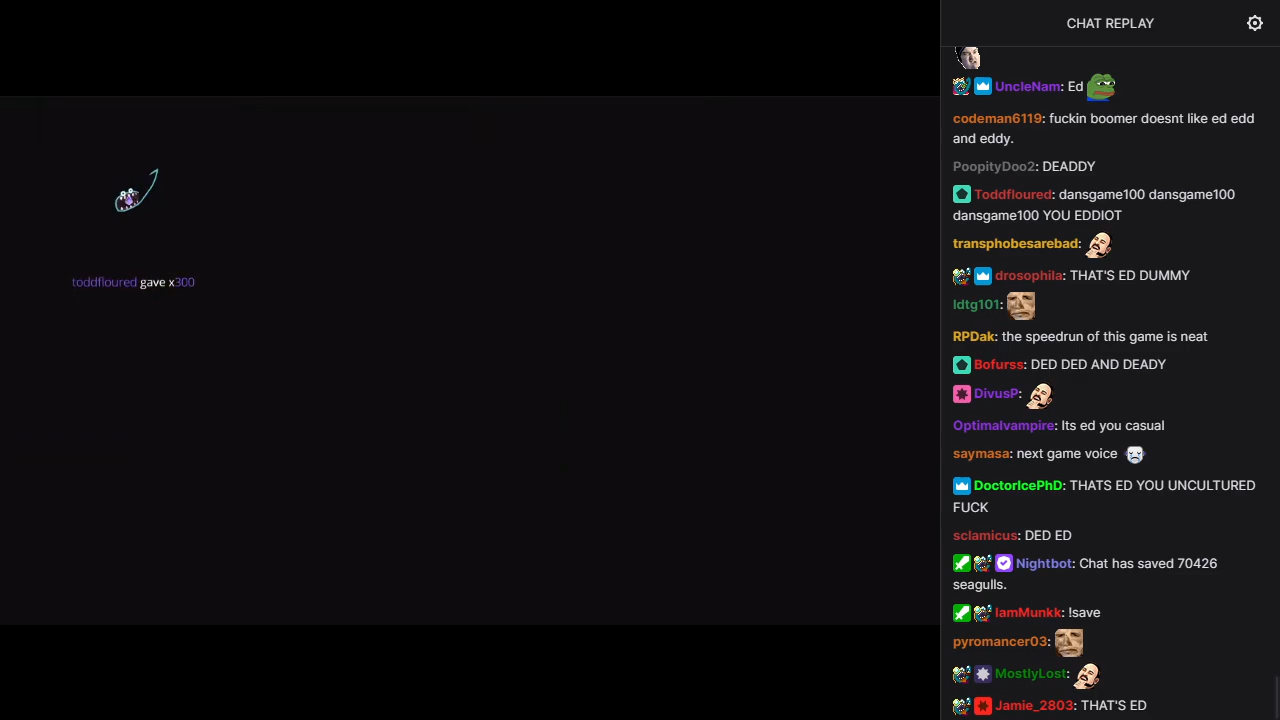 CHAT REPLAY
UncleNam: Ed
codeman6119: fuckin boomer doesnt like ed edd
and eddy.
PoopityDoo2: DEADDY
Toddfloured: dansgame100 dansgame100
dansgame100 YOU EDDIOT
transphobesarebad:
drosophila: THAT'S ED DUMMY
ldtg101:
RPDak: the speedrun of this game is neat
Bofurss: DED DED AND DEADY
DivusP:
Optimalvampire: Its ed you casual
saymasa: next game voice
DoctorIcePhD: THATS ED YOU UNCULTURED
FUCK
sclamicus: DED ED
Nightbot: Chat has saved 70426
seagulls.
IamMunkk: !save
pyromancer03:
MostlyLost:
Jamie_2803: THAT'S ED
toddfloured gave x300